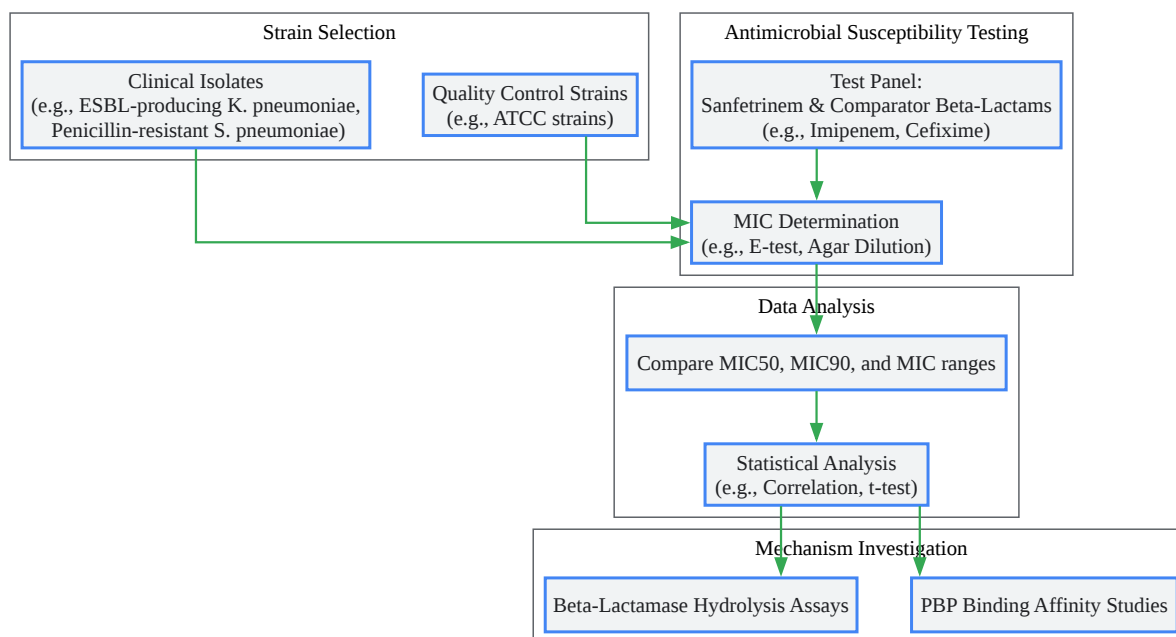 Strain Selection
Clinical Isolates
(e.g., ESBL-producing K. pneumoniae,
Penicillin-resistant S. pneumoniae)
Quality Control Strains
(e.g., ATCC strains)
Antimicrobial Susceptibility Testing
Test Panel:
Sanfetrinem & Comparator Beta-Lactams
(e.g., Imipenem, Cefixime)
MIC Determination
(e.g., E-test, Agar Dilution)
Data Analysis
Compare MIC50, MIC90, and MIC ranges
Statistical Analysis
(e.g., Correlation, t-test)
Mechanism Investigation
Beta-Lactamase Hydrolysis Assays
PBP Binding Affinity Studies